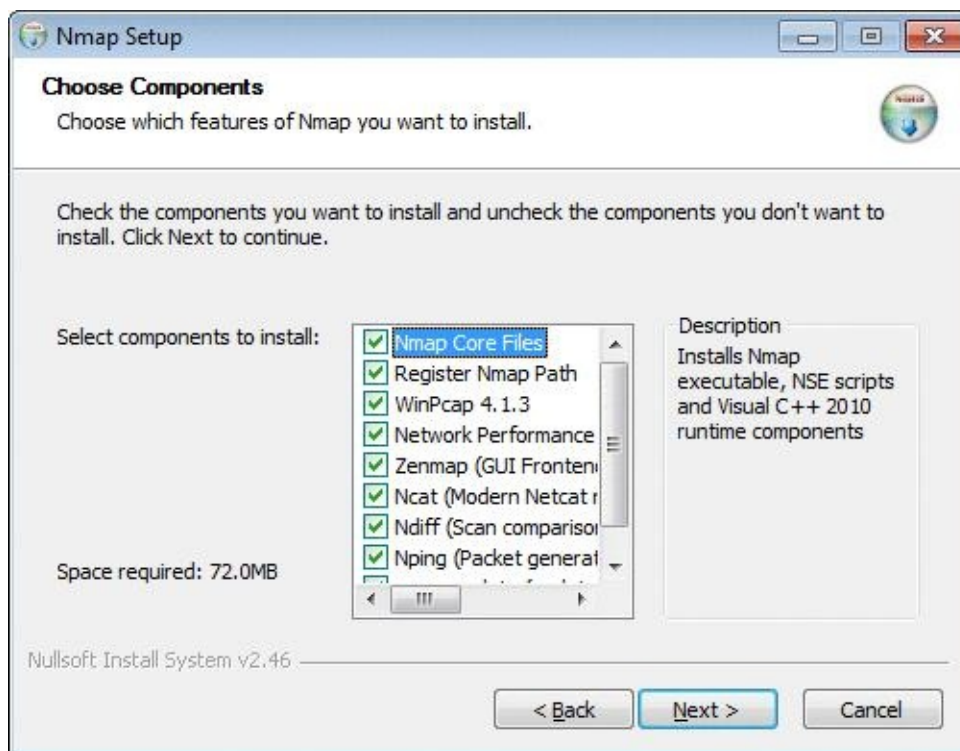 Nmap Setup
Choose Components
Choose which features of Nmap you want to install.
Check the components you want to install and uncheck the components you don't want to
install. Click Next to continue.
Select components to install:
Nmap Core Files
Register Nmap Path
WinPcap 4.1.3
Network Performance
Zenmap (GUI
Ncat (Modern Netcat
Ndiff (Scan
Nping (Packet
Description
Installs Nmap
executable, NSE scripts
and Visual C++ 2010
runtime components
Space required: 72.0MB
Nullsoft Install System v2.46
< Back
Next >
Cancel